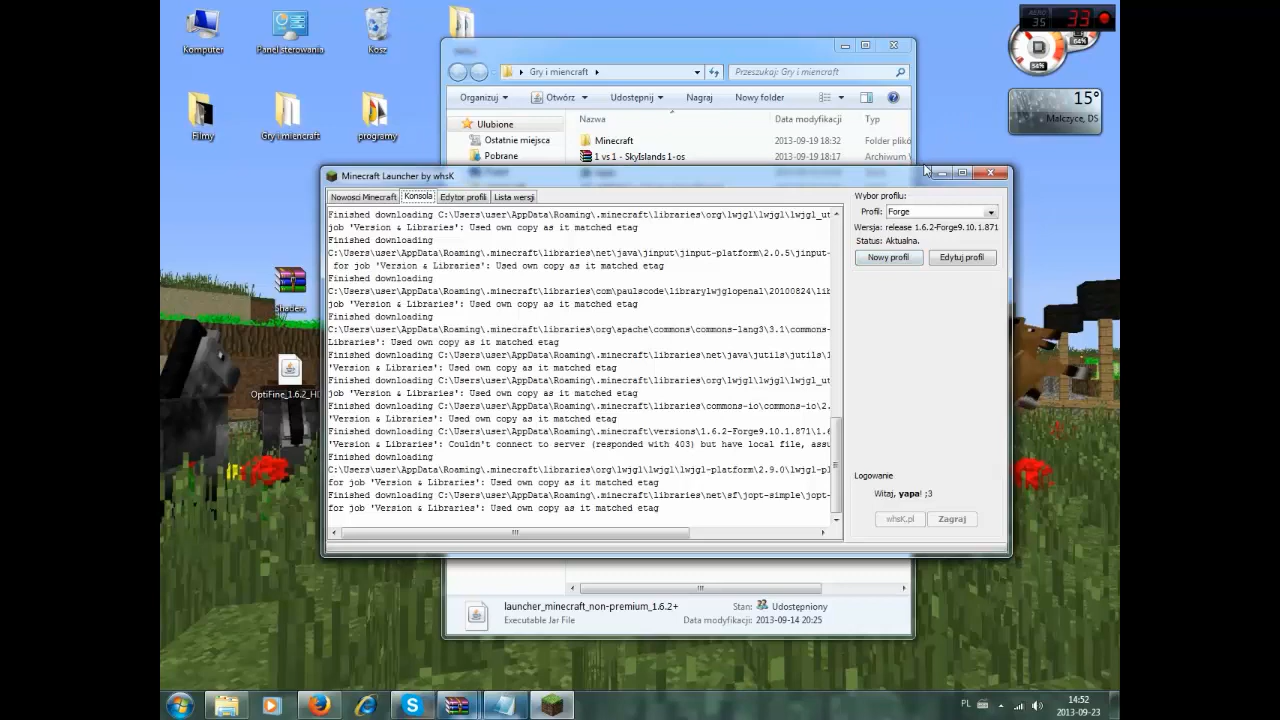 Komputer
Panel sterowania
Kosz
Filmy
Gry i miencraft
programy
Shaders
OptiFine_1.6.2_H
35
33
64%
54%
15°
Malczyce, DS
Gry i miencraft
Przeszukaj: Gry i miencraft
Organizuj
Otwórz
Udostępnij
Nagraj
Nowy folder
Ulubione
Ostatnie miejsca
Pobrane
Nazwa
Data modyfikacji
Typ
Minecraft
2013-09-19 18:32
Folder plikó
1 vs 1 - SkyIslands 1-os
2013-09-19 18:17
Archiwum
Minecraft Launcher by whsK
Nowości Minecraft
Konsola
Edytor profili
Lista wersji
Finished downloading C:\Users\user\AppData\Roaming\.minecraft\libraries\org\lwjgl\lwjgl\lwjgl_ut
job 'Version & Libraries': Used own copy as it matched etag
Finished downloading
C:\Users\user\AppData\Roaming\.minecraft\libraries\net\java\jinput\jinput-platform\2.0.5\jinput-
for job 'Version & Libraries': Used own copy as it matched etag
Finished downloading
C:\Users\user\AppData\Roaming\.minecraft\libraries\com\paulscode\librarylwjglopenal\20100824\lib
job 'Version & Libraries': Used own copy as it matched etag
Finished downloading
C:\Users\user\AppData\Roaming\.minecraft\libraries\org\apache\commons\commons-lang3\3.1\commons-
Libraries': Used own copy as it matched etag
Finished downloading C:\Users\user\AppData\Roaming\.minecraft\libraries\net\java\jutils\jutils\1
'Version & Libraries': Used own copy as it matched etag
Finished downloading C:\Users\user\AppData\Roaming\.minecraft\libraries\org\lwjgl\lwjgl\lwjgl_ut
job 'Version & Libraries': Used own copy as it matched etag
Finished downloading C:\Users\user\AppData\Roaming\.minecraft\libraries\commons-io\commons-io\2.
'Version & Libraries': Used own copy as it matched etag
Finished downloading C:\Users\user\AppData\Roaming\.minecraft\versions\1.6.2-Forge9.10.1.871\1.6
'Version & Libraries': Couldn't connect to server (responded with 403) but have local file, assu
Finished downloading
C:\Users\user\AppData\Roaming\.minecraft\libraries\org\lwjgl\lwjgl\lwjgl-platform\2.9.0\lwjgl-pl
for job 'Version & Libraries': Used own copy as it matched etag
Finished downloading C:\Users\user\AppData\Roaming\.minecraft\libraries\net\sf\jopt-simple\jopt-
for job 'Version & Libraries': Used own copy as it matched etag
Wybor profilu:
Profil: Forge
Wersja: release 1.6.2-Forge9.10.1.871
Status: Aktualna.
Nowy profil
Edytuj profil
Logowanie
Witaj, yapa! ;3
whsK.pl
Zagraj
launcher_minecraft_non-premium_1.6.2+
Executable Jar File
Stan: Udostępniony
Data modyfikacji: 2013-09-14 20:25
PL
14:52
2013-09-23